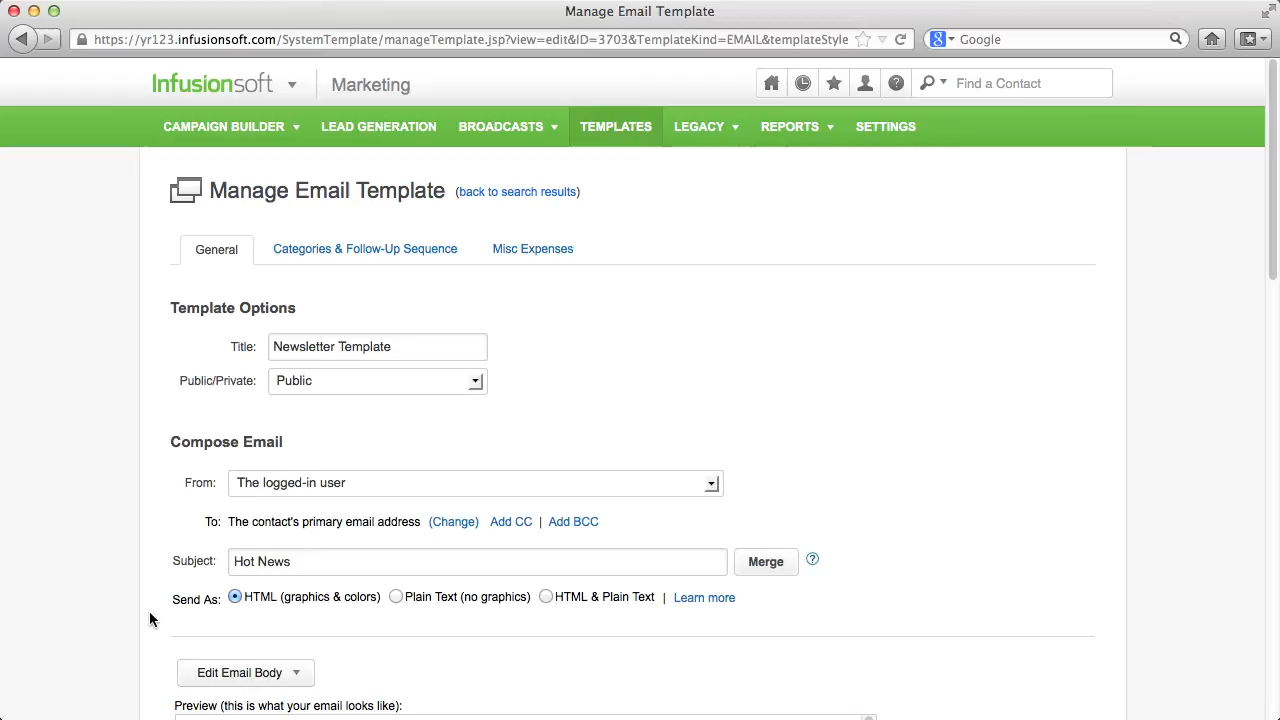 Manage Email Template
https://yr123.infusionsoft.com/SystemTemplate/manageTemplate.jsp?view=edit&ID=3703&TemplateKind=EMAIL&templateStyle
Google
Infusionsoft
Marketing
Find a Contact
CAMPAIGN BUILDER LEAD GENERATION BROADCASTS TEMPLATES LEGACY REPORTS SETTINGS
Manage Email Template (back to search results)
General Categories & Follow-Up Sequence Misc Expenses
Template Options
Title: Newsletter Template
Public/Private: Public
Compose Email
From: The logged-in user
To: The contact's primary email address (Change) Add CC | Add BCC
Subject: Hot News Merge ?
Send As: HTML (graphics & colors) Plain Text (no graphics) HTML & Plain Text | Learn more
Edit Email Body
Preview (this is what your email looks like):